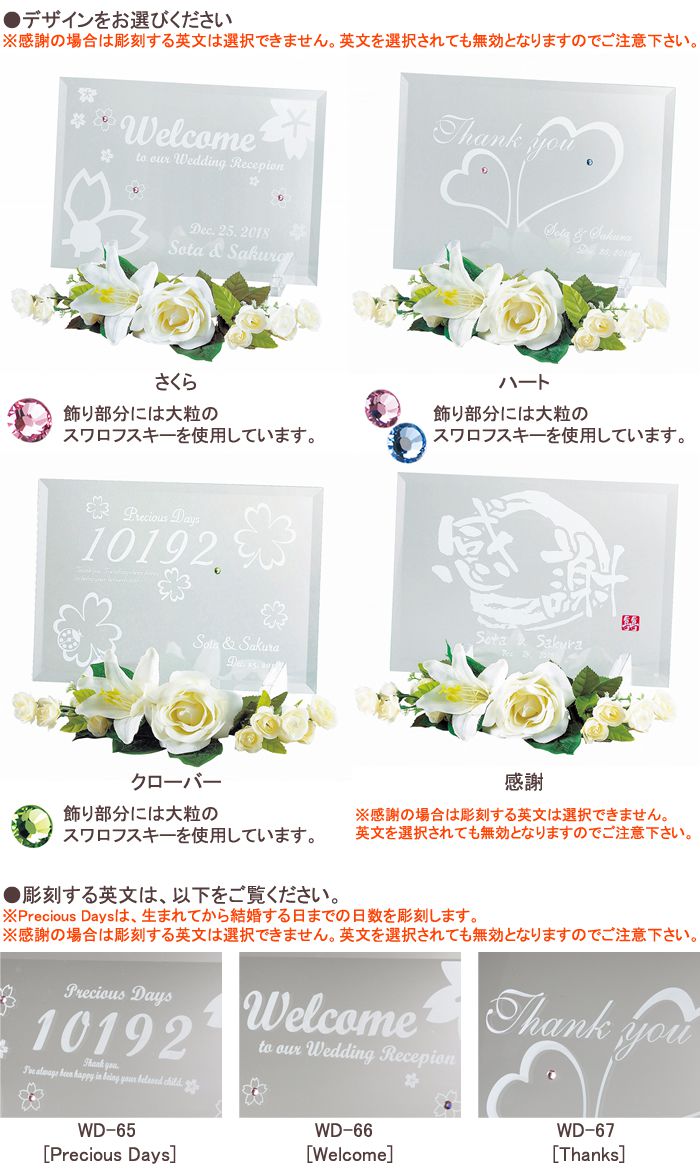 ●デザインをお選びください
※感謝の場合は彫刻する英文は選択できません。英文を選択されても無効となりますのでご注意下さい。
Welcome
to our Wedding Recepion
Dec. 25. 2018
Sota & Sakura
Thank you
Sota & Sakura
Dec. 25, 2018
さくら
ハート
飾り部分には大粒の
スワロフスキーを使用しています。
飾り部分には大粒の
スワロフスキーを使用しています。
Precious Days
10192
Sota & Sakura
Dec. 25, 2018
感謝
Sota & Sakura
クローバー
感謝
飾り部分には大粒の
スワロフスキーを使用しています。
※感謝の場合は彫刻する英文は選択できません。
英文を選択されても無効となりますのでご注意下さい。
●彫刻する英文は、以下をご覧ください。
※Precious Daysは、生まれてから結婚する日までの日数を彫刻します。
※感謝の場合は彫刻する英文は選択できません。英文を選択されても無効となりますのでご注意下さい。
Precious Days
10192
Thank you,
I've always been happy in being your beloved child.
Welcome
to our Wedding Recepion
Thank you
WD-65
[Precious Days]
WD-66
[Welcome]
WD-67
[Thanks]